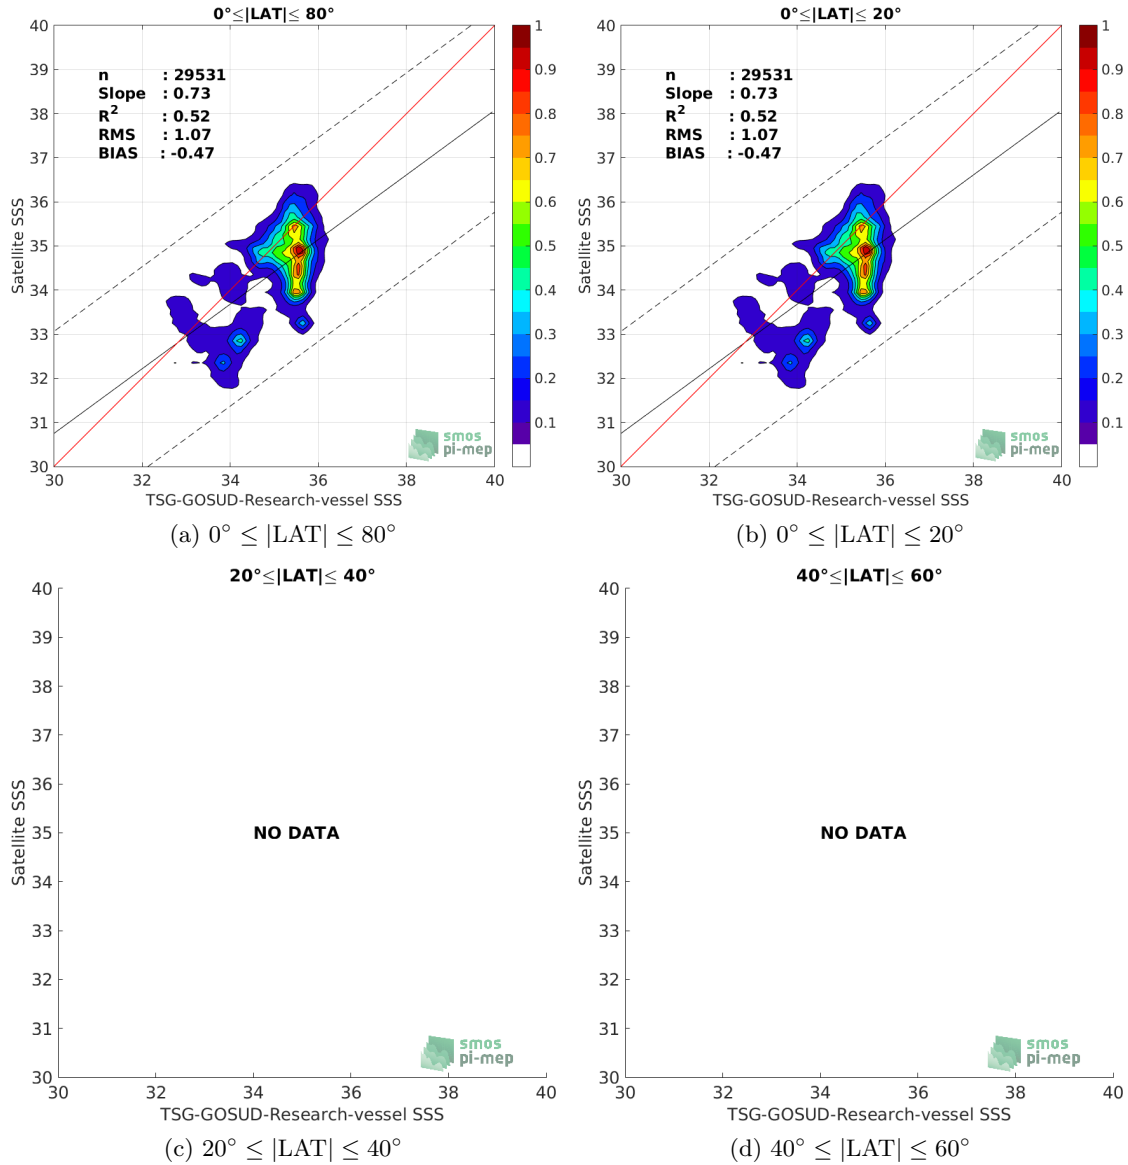 0°≤|LAT|≤ 80°
40
39
38
37
36
35
34
33
32
31
30
Satellite SSS
n : 29531
Slope : 0.73
R² : 0.52
RMS : 1.07
BIAS : -0.47
smos
pi-mep
30 32 34 36 38 40
TSG-GOSUD-Research-vessel SSS
1
0.9
0.8
0.7
0.6
0.5
0.4
0.3
0.2
0.1
(a) 0° ≤ |LAT| ≤ 80°
0°≤|LAT|≤ 20°
40
39
38
37
36
35
34
33
32
31
30
Satellite SSS
n : 29531
Slope : 0.73
R² : 0.52
RMS : 1.07
BIAS : -0.47
smos
pi-mep
30 32 34 36 38 40
TSG-GOSUD-Research-vessel SSS
1
0.9
0.8
0.7
0.6
0.5
0.4
0.3
0.2
0.1
(b) 0° ≤ |LAT| ≤ 20°
20°≤|LAT|≤ 40°
40
39
38
37
36
35
34
33
32
31
30
Satellite SSS
NO DATA
smos
pi-mep
30 32 34 36 38 40
TSG-GOSUD-Research-vessel SSS
(c) 20° ≤ |LAT| ≤ 40°
40°≤|LAT|≤ 60°
40
39
38
37
36
35
34
33
32
31
30
Satellite SSS
NO DATA
smos
pi-mep
30 32 34 36 38 40
TSG-GOSUD-Research-vessel SSS
(d) 40° ≤ |LAT| ≤ 60°